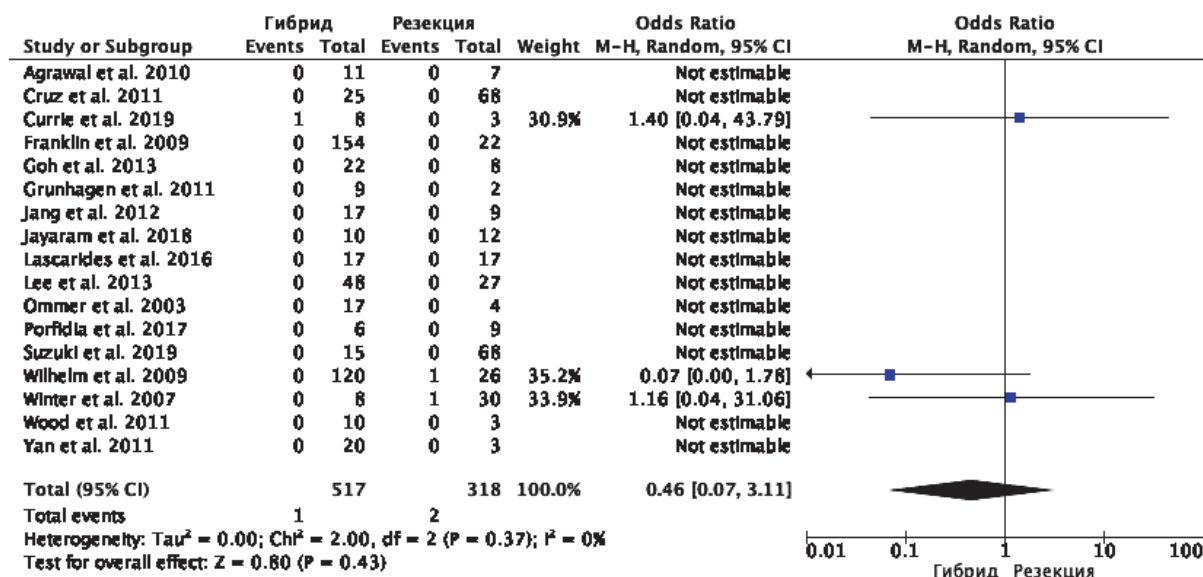 Гибрид Резекция Odds Ratio Odds Ratio
Study or Subgroup Events Total Events Total Weight M-H, Random, 95% CI M-H, Random, 95% CI
Agrawal et al. 2010 0 11 0 7 Not estimable
Cruz et al. 2011 0 25 0 68 Not estimable
Currie et al. 2019 1 8 0 3 30.9% 1.40 [0.04, 43.79]
Franklin et al. 2009 0 154 0 22 Not estimable
Goh et al. 2013 0 22 0 8 Not estimable
Grunhagen et al. 2011 0 9 0 2 Not estimable
Jang et al. 2012 0 17 0 9 Not estimable
Jayaram et al. 2018 0 10 0 12 Not estimable
Lascarides et al. 2016 0 17 0 17 Not estimable
Lee et al. 2013 0 48 0 27 Not estimable
Ommer et al. 2003 0 17 0 4 Not estimable
Porfidia et al. 2017 0 6 0 9 Not estimable
Suzuki et al. 2019 0 15 0 68 Not estimable
Wilhelm et al. 2009 0 120 1 26 35.2% 0.07 [0.00, 1.78]
Winter et al. 2007 0 8 1 30 33.9% 1.16 [0.04, 31.06]
Wood et al. 2011 0 10 0 3 Not estimable
Yan et al. 2011 0 20 0 3 Not estimable
Total (95% CI) 517 318 100.0% 0.46 [0.07, 3.11]
Total events 1 2
Heterogeneity: Tau² = 0.00; Chi² = 2.00, df = 2 (P = 0.37); I² = 0%
Test for overall effect: Z = 0.80 (P = 0.43)
0.01 0.1 1 10 100
Гибрид Резекция